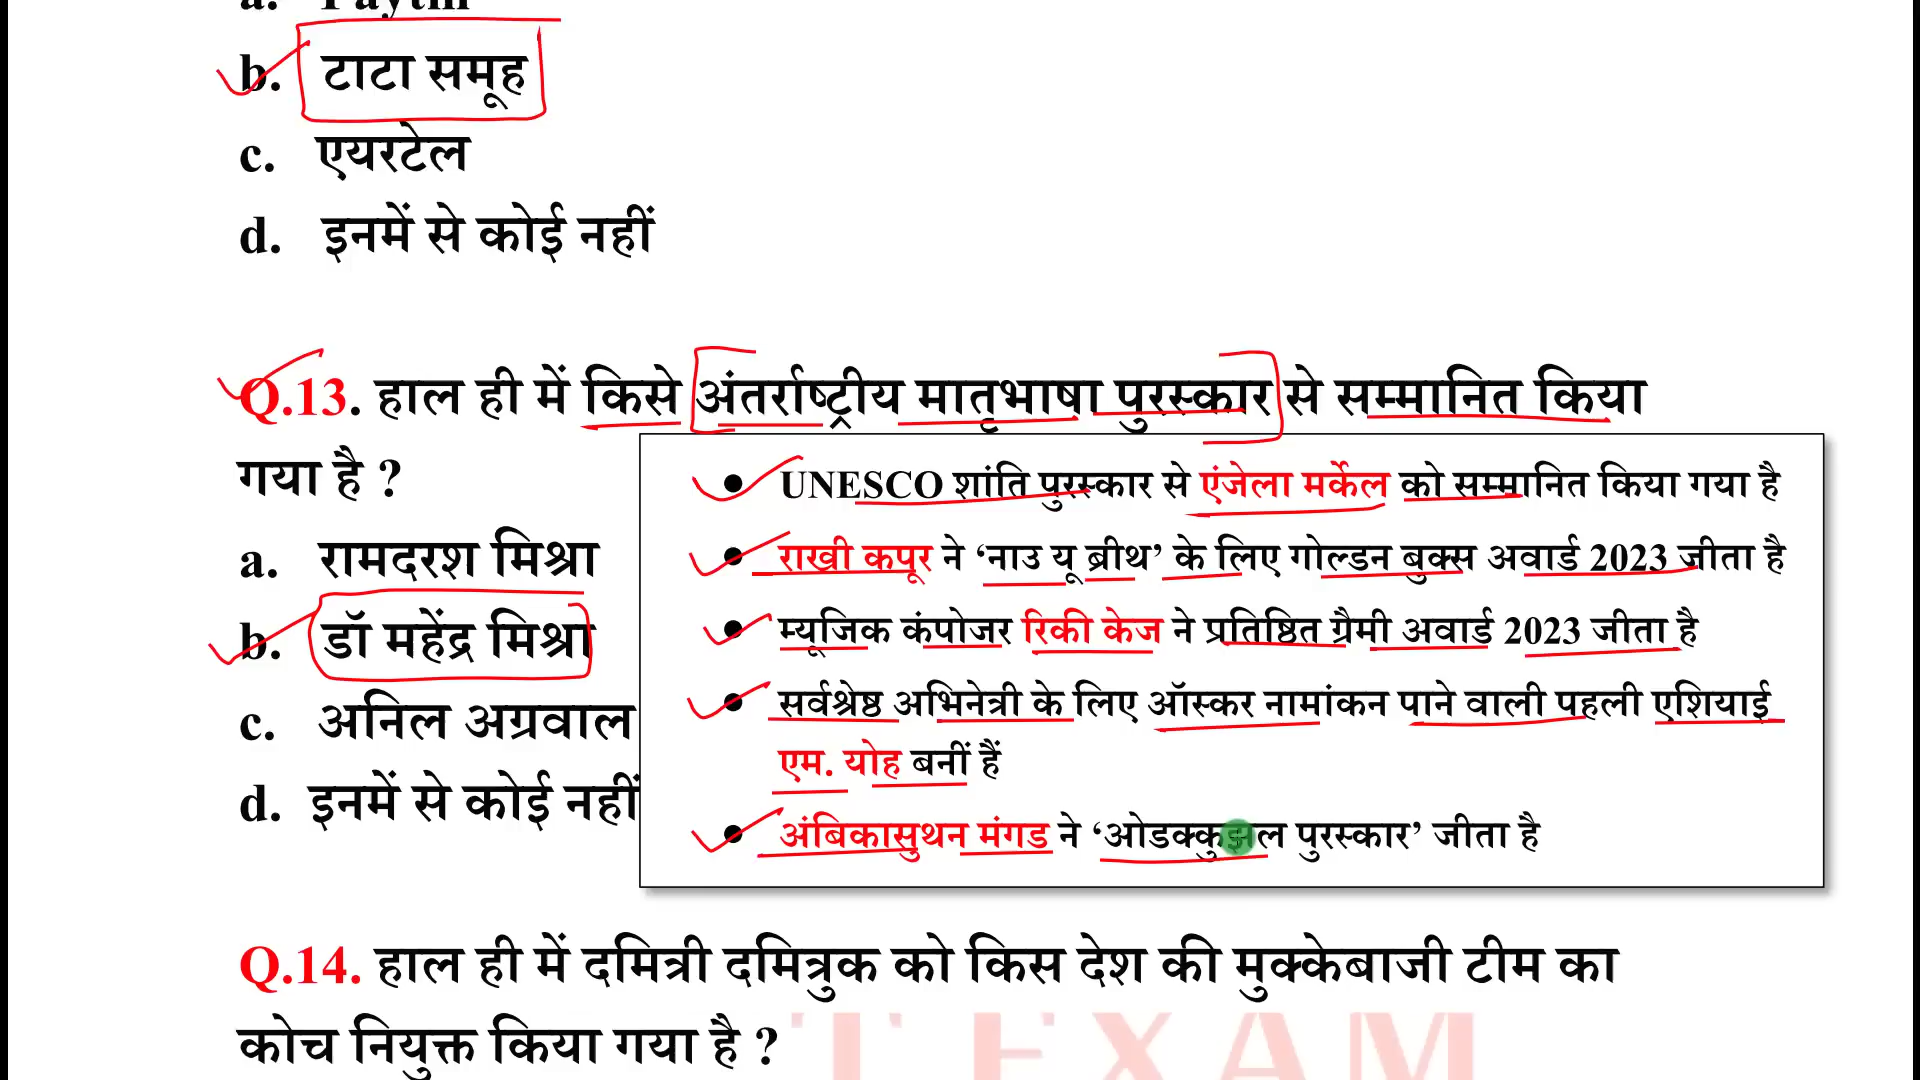 a. Paytm
b. टाटा समूह
c. एयरटेल
d. इनमें से कोई नहीं
Q.13. हाल ही में किसे अंतर्राष्ट्रीय मातृभाषा पुरस्कार से सम्मानित किया
गया है ?
a. रामदरश मिश्रा
b. डॉ महेंद्र मिश्रा
c. अनिल अग्रवाल
d. इनमें से कोई नहीं
● UNESCO शांति पुरस्कार से एंजेला मर्केल को सम्मानित किया गया है
● राखी कपूर ने ‘नाउ यू ब्रीथ’ के लिए गोल्डन बुक्स अवार्ड 2023 जीता है
● म्यूजिक कंपोजर रिकी केज ने प्रतिष्ठित ग्रैमी अवार्ड 2023 जीता है
● सर्वश्रेष्ठ अभिनेत्री के लिए ऑस्कर नामांकन पाने वाली पहली एशियाई
एम. योह बनीं हैं
● अंबिकासुथन मंगड ने ‘ओडक्कुझल पुरस्कार’ जीता है
Q.14. हाल ही में दमित्री दमित्रुक को किस देश की मुक्केबाजी टीम का
कोच नियुक्त किया गया है ?
EXAM